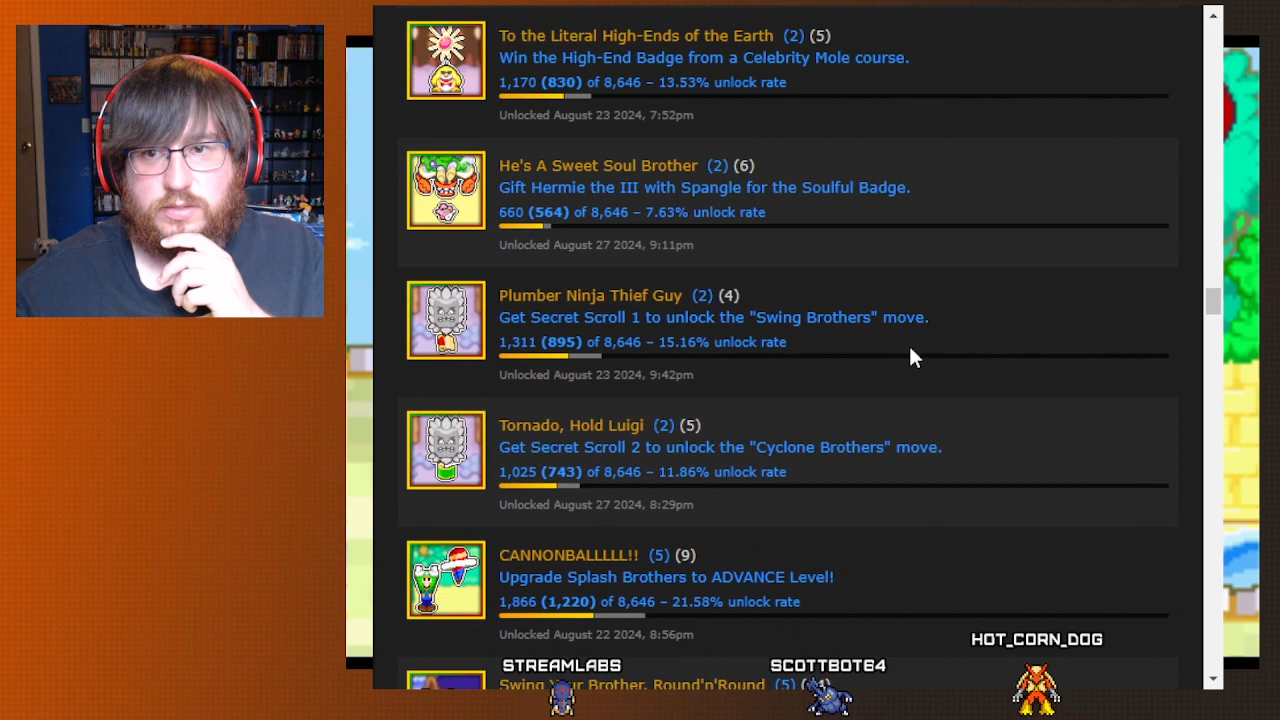 To the Literal High-Ends of the Earth (2) (5)
Win the High-End Badge from a Celebrity Mole course.
1,170 (830) of 8,646 – 13.53% unlock rate
Unlocked August 23 2024, 7:52pm
He's A Sweet Soul Brother (2) (6)
Gift Hermie the III with Spangle for the Soulful Badge.
660 (564) of 8,646 – 7.63% unlock rate
Unlocked August 27 2024, 9:11pm
Plumber Ninja Thief Guy (2) (4)
Get Secret Scroll 1 to unlock the "Swing Brothers" move.
1,311 (895) of 8,646 – 15.16% unlock rate
Unlocked August 23 2024, 9:42pm
Tornado, Hold Luigi (2) (5)
Get Secret Scroll 2 to unlock the "Cyclone Brothers" move.
1,025 (743) of 8,646 – 11.86% unlock rate
Unlocked August 27 2024, 8:29pm
CANNONBALLLLL!! (5) (9)
Upgrade Splash Brothers to ADVANCE Level!
1,866 (1,220) of 8,646 – 21.58% unlock rate
Unlocked August 22 2024, 8:56pm
HOT_CORN_DOG
STREAMLABS
SCOTTBOT64
Swing Your Brother, Round'n'Round (5)